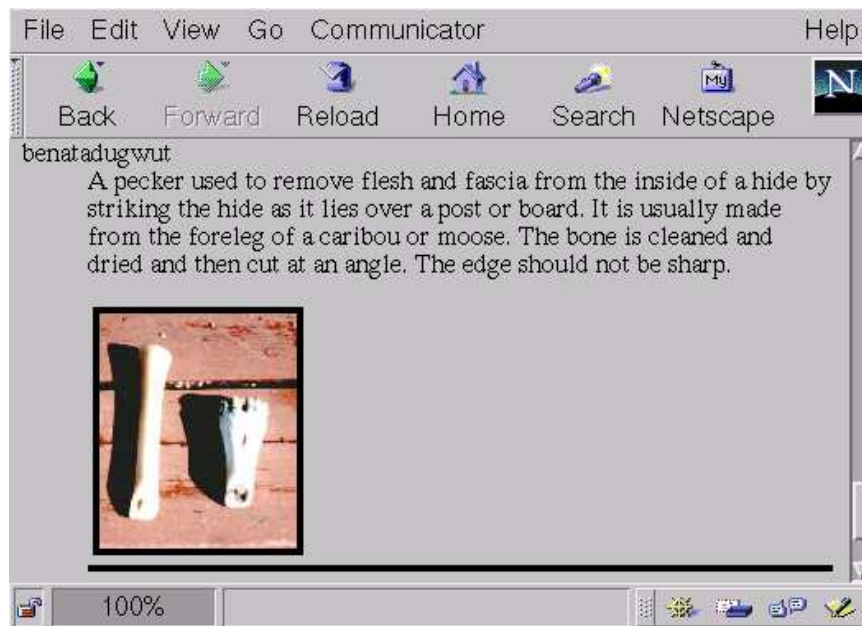 File Edit View Go Communicator Help
Back Forward Reload Home Search Netscape
My
N
benatadugwut
A pecker used to remove flesh and fascia from the inside of a hide by
striking the hide as it lies over a post or board. It is usually made
from the foreleg of a caribou or moose. The bone is cleaned and
dried and then cut at an angle. The edge should not be sharp.
100%